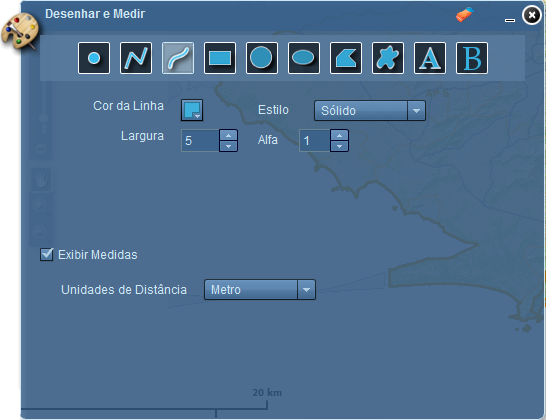 Desenhar e Medir
A B
Cor da Linha Estilo Sólido
Largura 5 Alfa 1
Exibir Medidas
Unidades de Distância Metro
20 km